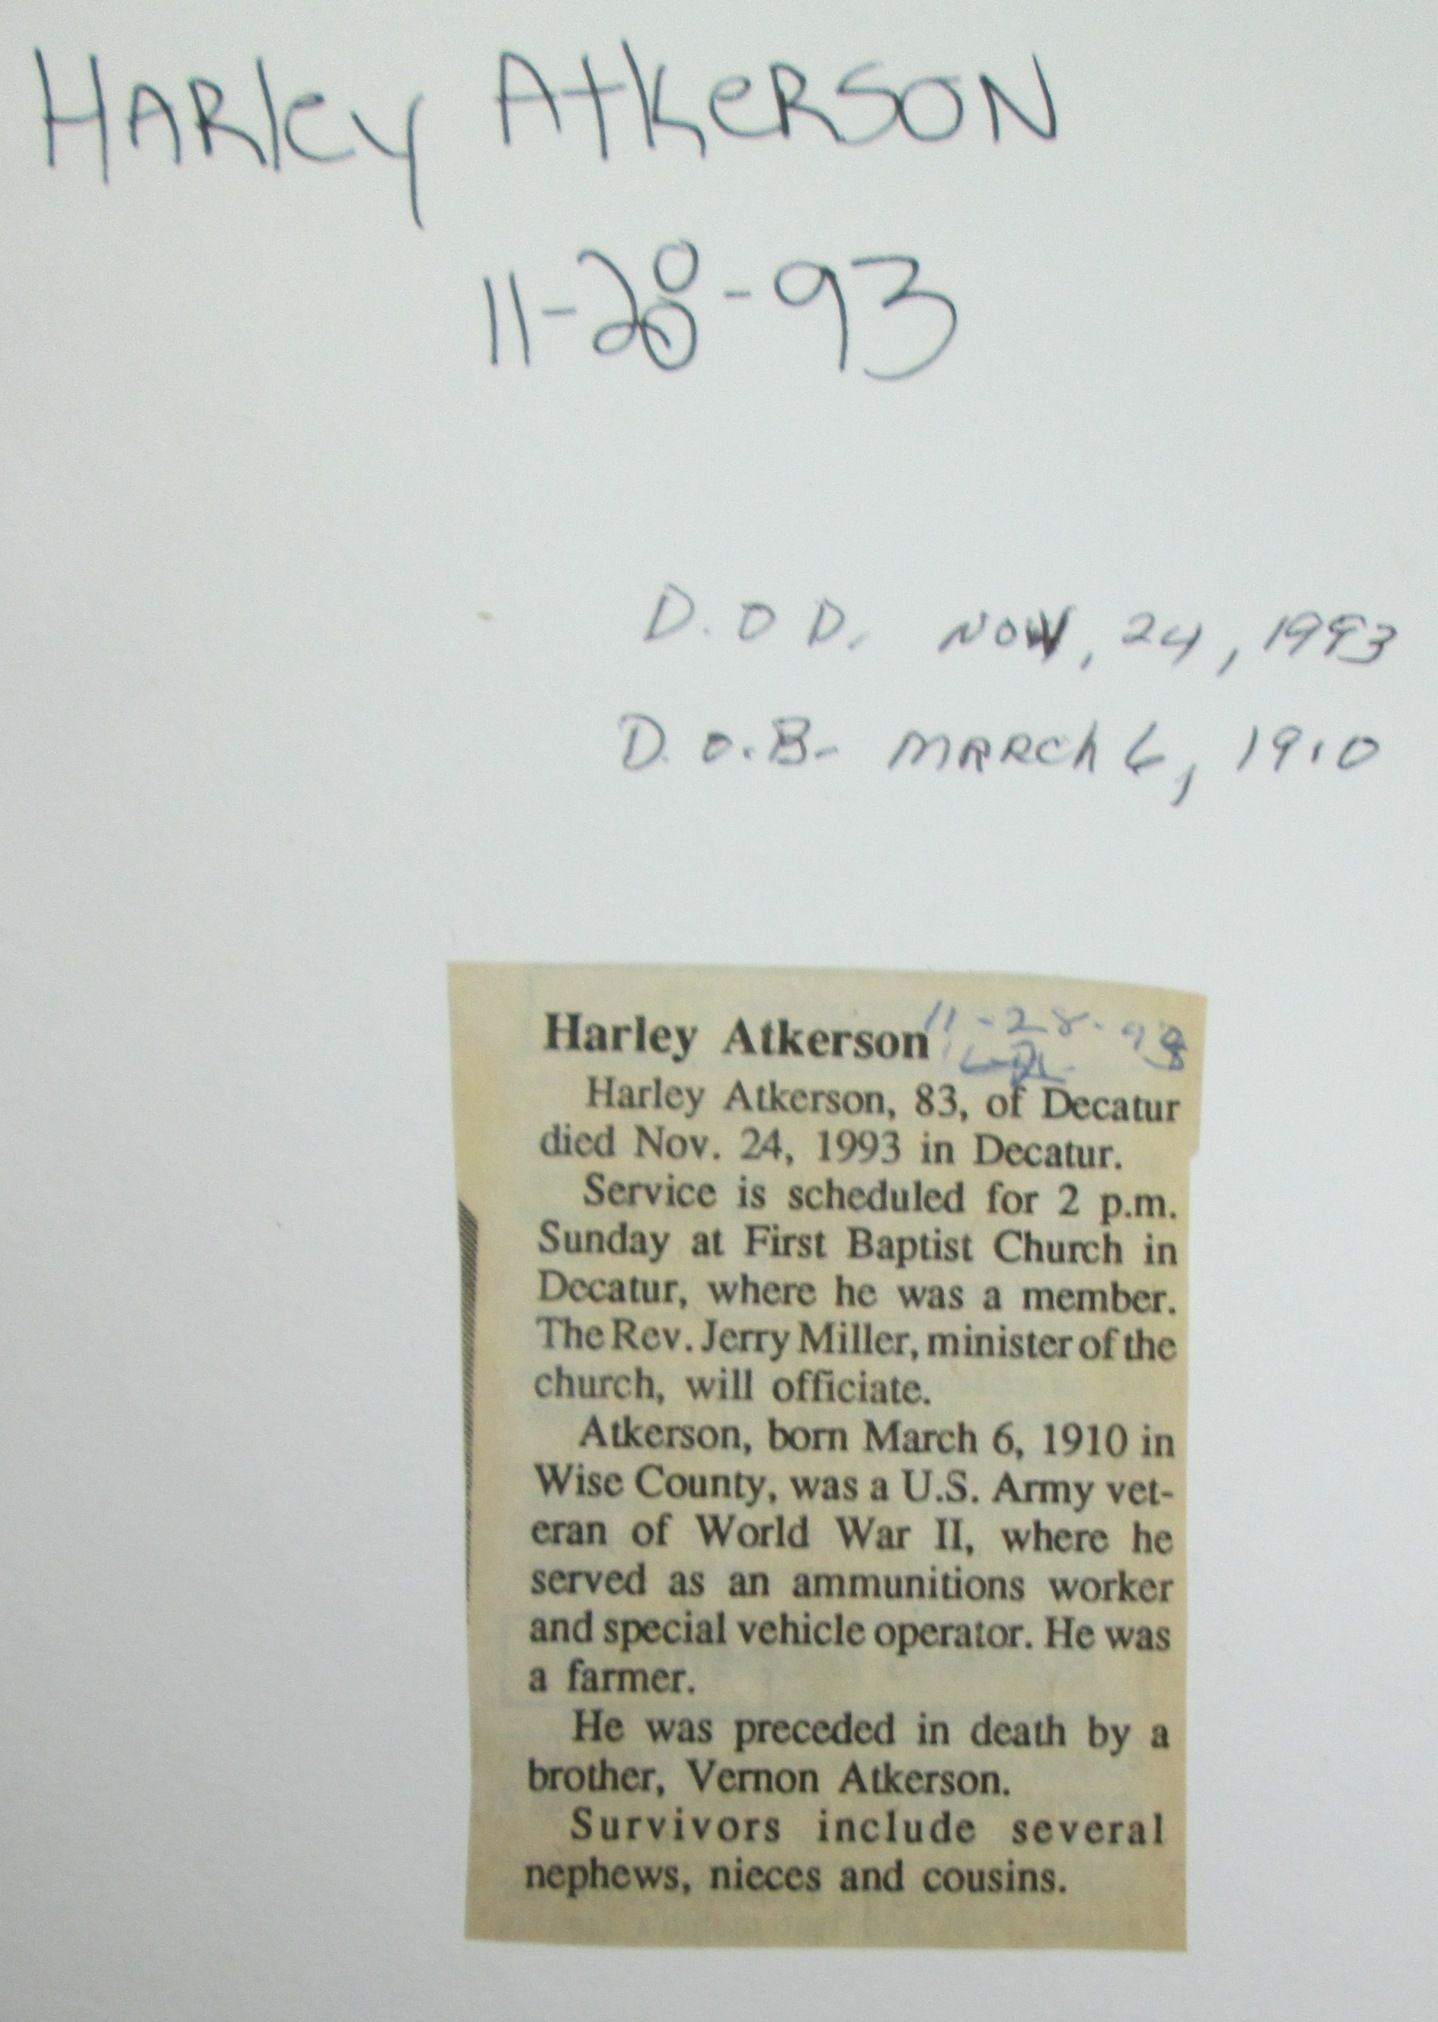 Harley Atkerson
11-28-93
D.O.D. Nov, 24, 1993
D.O.B- March 6, 1910
Harley Atkerson 11-28-93
Harley Atkerson, 83, of Decatur
died Nov. 24, 1993 in Decatur.
Service is scheduled for 2 p.m.
Sunday at First Baptist Church in
Decatur, where he was a member.
The Rev. Jerry Miller, minister of the
church, will officiate.
Atkerson, born March 6, 1910 in
Wise County, was a U.S. Army vet-
eran of World War II, where he
served as an ammunitions worker
and special vehicle operator. He was
a farmer.
He was preceded in death by a
brother, Vernon Atkerson.
Survivors include several
nephews, nieces and cousins.